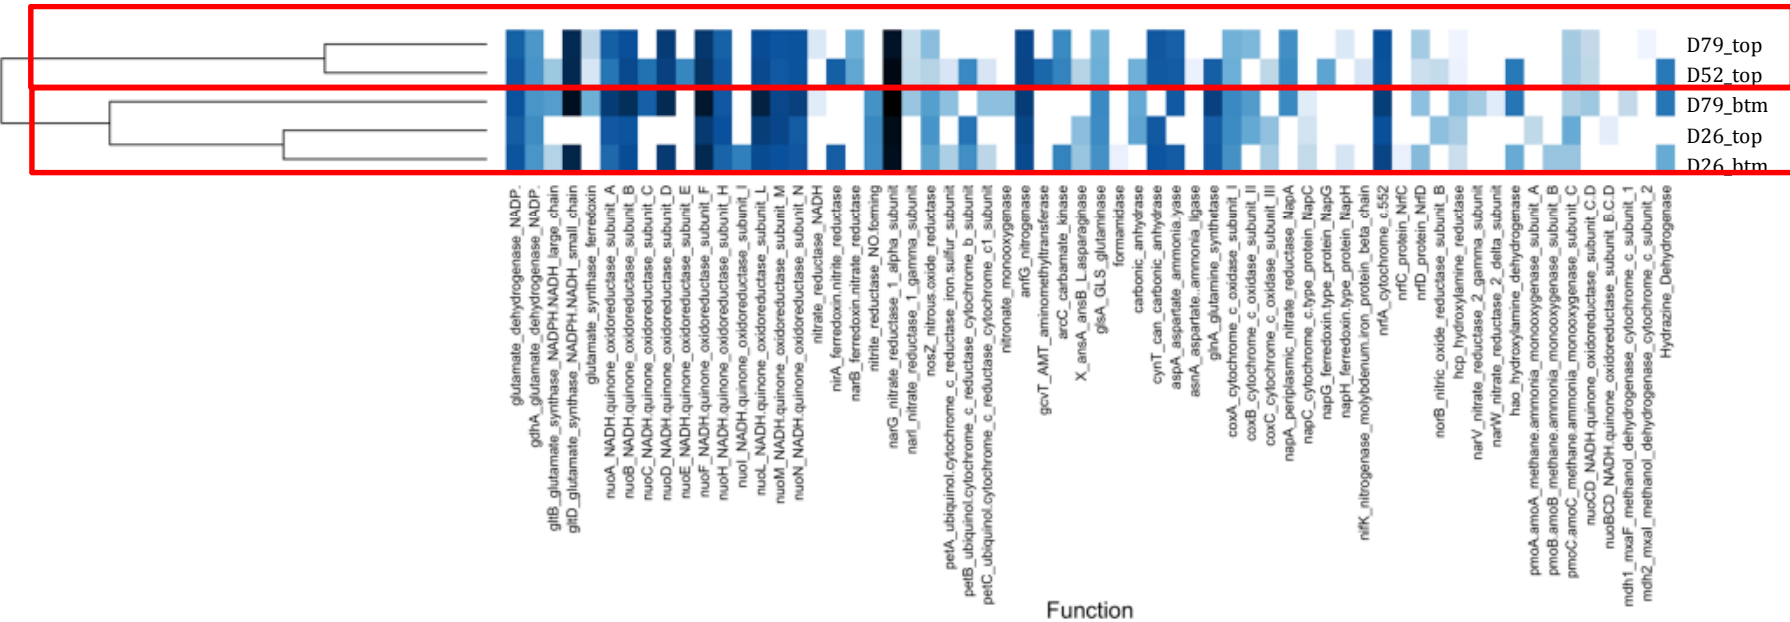 D79_top
D52_top
D79_btm
D26_top
D26_btm
glutamate_dehydrogenase_NADP.
gdhA_glutamate_dehydrogenase_NADP.
gltB_glutamate_synthase_NADPH.NADH_large_chain
gltD_glutamate_synthase_NADPH.NADH_small_chain
glutamate_synthase_ferredoxin
nuoA_NADH.quinone_oxidoreductase_subunit_A
nuoB_NADH.quinone_oxidoreductase_subunit_B
nuoC_NADH.quinone_oxidoreductase_subunit_C
nuoD_NADH.quinone_oxidoreductase_subunit_D
nuoE_NADH.quinone_oxidoreductase_subunit_E
nuoF_NADH.quinone_oxidoreductase_subunit_F
nuoH_NADH.quinone_oxidoreductase_subunit_H
nuoI_NADH.quinone_oxidoreductase_subunit_I
nuoL_NADH.quinone_oxidoreductase_subunit_L
nuoM_NADH.quinone_oxidoreductase_subunit_M
nuoN_NADH.quinone_oxidoreductase_subunit_N
nitrate_reductase_NADH
nirA_ferredoxin.nitrite_reductase
narB_ferredoxin.nitrate_reductase
nitrite_reductase_NO.forming
narG_nitrate_reductase_1_alpha_subunit
narI_nitrate_reductase_1_gamma_subunit
nosZ_nitrous.oxide_reductase
petA_ubiquinol.cytochrome_c_reductase_iron.sulfur_subunit
petB_ubiquinol.cytochrome_c_reductase_cytochrome_b_subunit
petC_ubiquinol.cytochrome_c_reductase_cytochrome_c1_subunit
nitronate_monooxygenase
anfG_nitrogenase
gcvT_AMT_aminomethyltransferase
arcC_carbamate_kinase
X_ansA_ansB_L.asparaginase
glsA_GLS_glutaminase
formamidase
carbonic_anhydrase
cynT_can_carbonic_anhydrase
aspA_aspartate_ammonia.lyase
asnA_aspartate..ammonia_ligase
glnA_glutamine_synthetase
coxA_cytochrome_c_oxidase_subunit_I
coxB_cytochrome_c_oxidase_subunit_II
coxC_cytochrome_c_oxidase_subunit_III
napA_periplasmic_nitrate_reductase_NapA
napC_cytochrome_c.type_protein_NapC
napG_ferredoxin.type_protein_NapG
napH_ferredoxin.type_protein_NapH
nifK_nitrogenase_molybdenum.iron_protein_beta_chain
nrfA_cytochrome_c.552
nrfC_protein_NrfC
nrfD_protein_NrfD
norB_nitric_oxide_reductase_subunit_B
hcp_hydroxylamine_reductase
narV_nitrate_reductase_2_gamma_subunit
narW_nitrate_reductase_2_delta_subunit
hao_hydroxylamine_dehydrogenase
pmoA.amoA_methane.ammonia_monooxygenase_subunit_A
pmoB.amoB_methane.ammonia_monooxygenase_subunit_B
pmoC.amoC_methane.ammonia_monooxygenase_subunit_C
nuoCD_NADH.quinone_oxidoreductase_subunit_C.D
nuoBCD_NADH.quinone_oxidoreductase_subunit_B.C.D
mdh1_mxaF_methanol_dehydrogenase_cytochrome_c_subunit_1
mdh2_mxaI_methanol_dehydrogenase_cytochrome_c_subunit_2
Hydrazine_Dehydrogenase
Function